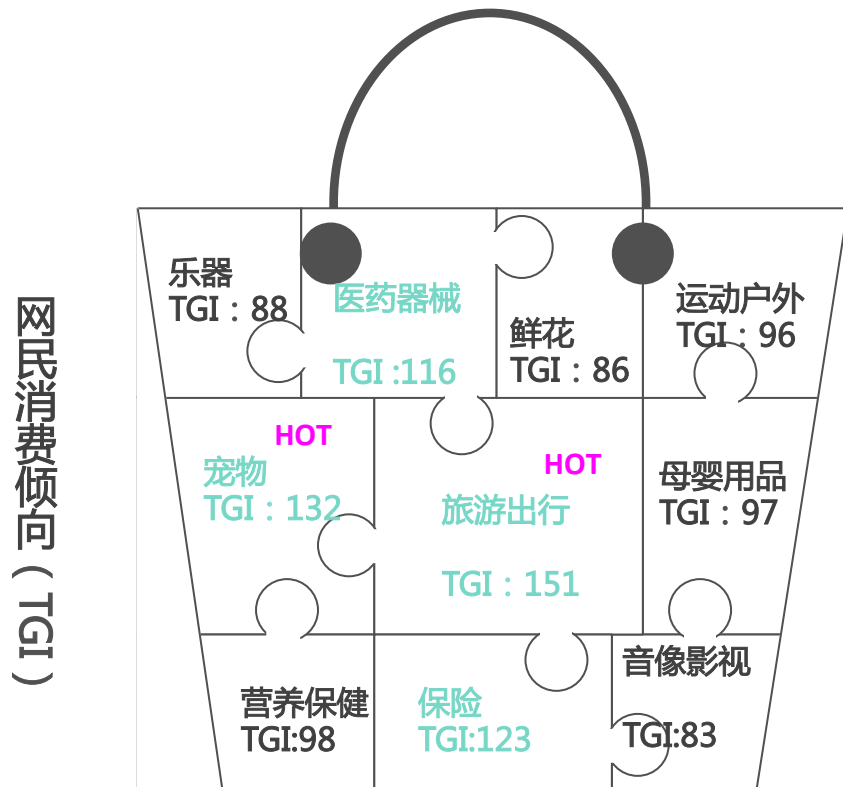 网民消费倾向(TGI)
乐器
TGI：88
医药器械
TGI :116
鲜花
TGI：86
运动户外
TGI：96
HOT
宠物
TGI：132
HOT
旅游出行
TGI：151
母婴用品
TGI：97
营养保健
TGI:98
保险
TGI:123
音像影视
TGI:83